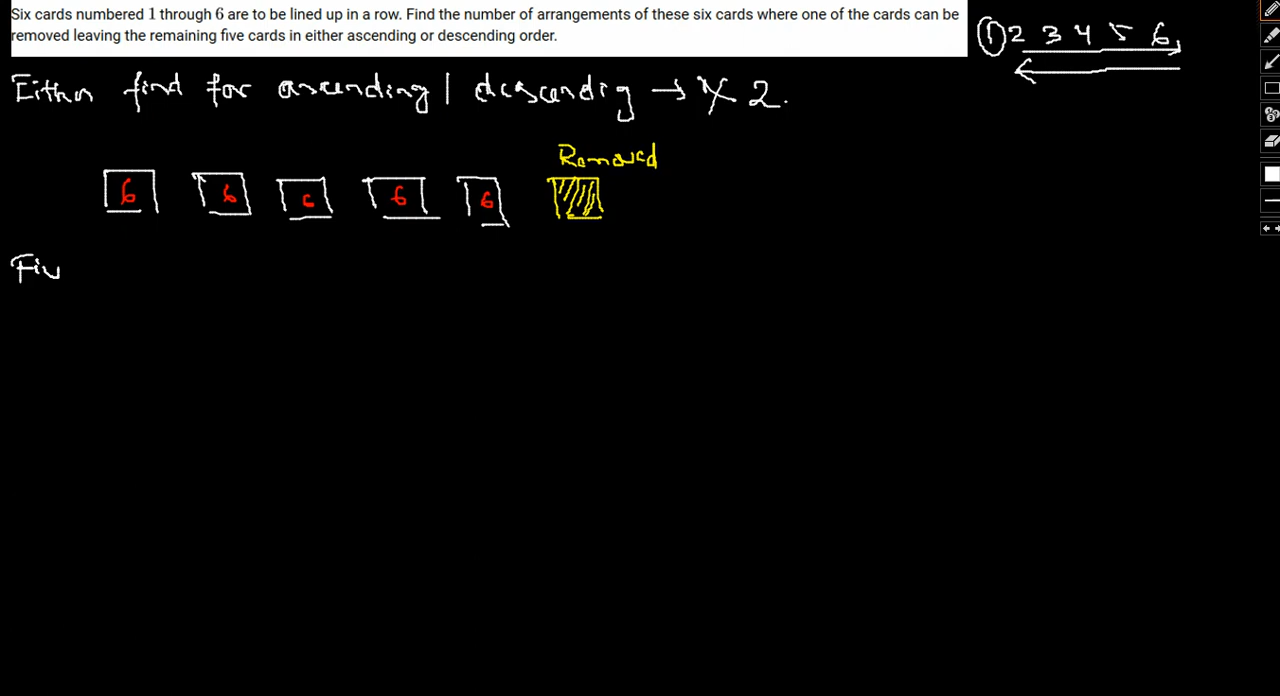 Six cards numbered 1 through 6 are to be lined up in a row. Find the number of arrangements of these six cards where one of the cards can be
removed leaving the remaining five cards in either ascending or descending order.
1 2 3 4 5 6
Either find for ascending | descendig → × 2.
Removed
6 6 6 6 6
Fiv